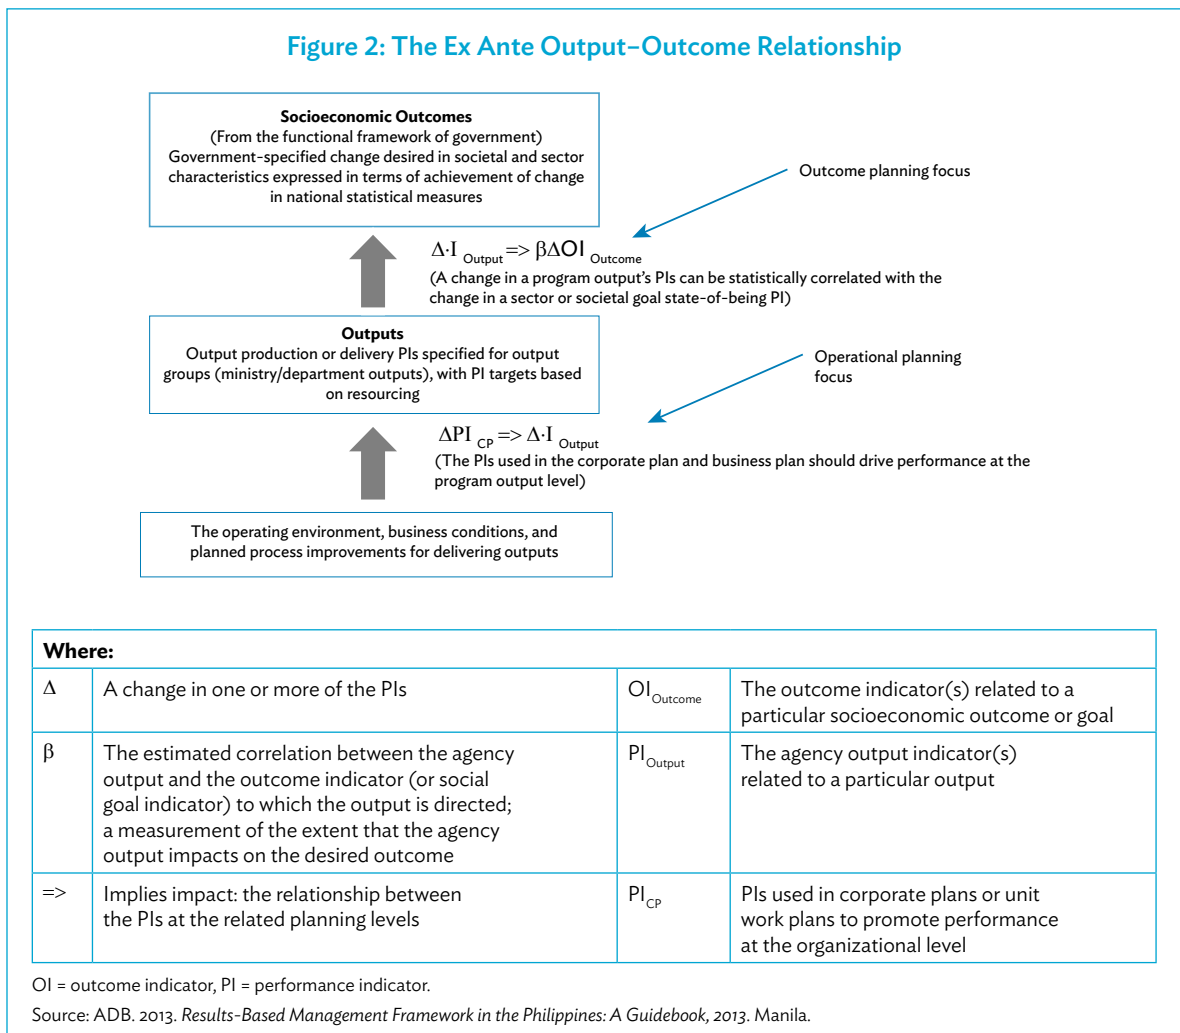 Figure 2: The Ex Ante Output–Outcome Relationship
Socioeconomic Outcomes
(From the functional framework of government)
Government-specified change desired in societal and sector
characteristics expressed in terms of achievement of change
in national statistical measures
Outcome planning focus
Δ·I Output => βΔOI Outcome
(A change in a program output's PIs can be statistically correlated with the
change in a sector or societal goal state-of-being PI)
Outputs
Output production or delivery PIs specified for output
groups (ministry/department outputs), with PI targets based
on resourcing
Operational planning
focus
ΔPI CP => Δ·I Output
(The PIs used in the corporate plan and business plan should drive performance at the
program output level)
The operating environment, business conditions, and
planned process improvements for delivering outputs
Where:
Δ
A change in one or more of the PIs
OI Outcome
The outcome indicator(s) related to a
particular socioeconomic outcome or goal
β
The estimated correlation between the agency
output and the outcome indicator (or social
goal indicator) to which the output is directed;
a measurement of the extent that the agency
output impacts on the desired outcome
PI Output
The agency output indicator(s)
related to a particular output
=>
Implies impact: the relationship between
the PIs at the related planning levels
PI CP
PIs used in corporate plans or unit
work plans to promote performance
at the organizational level
OI = outcome indicator, PI = performance indicator.
Source: ADB. 2013. Results-Based Management Framework in the Philippines: A Guidebook, 2013. Manila.